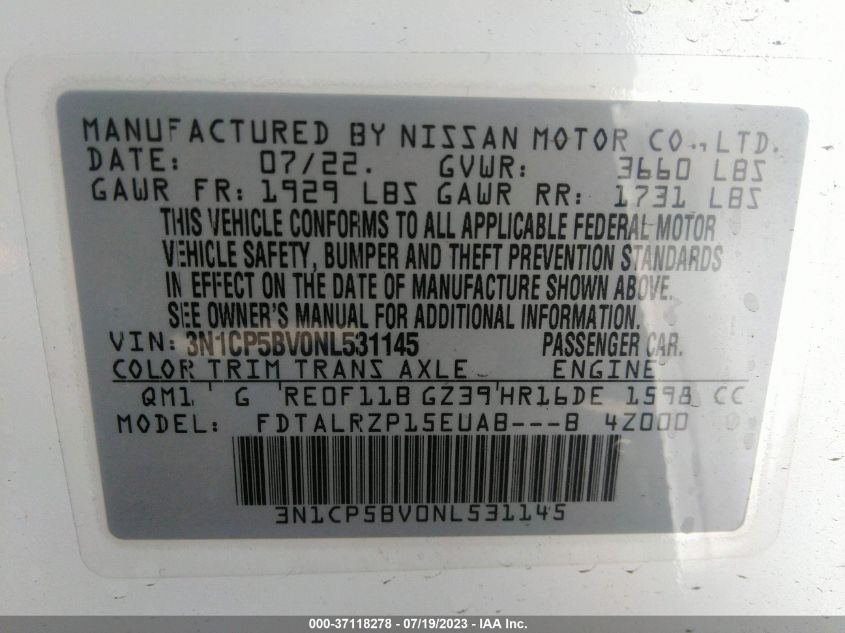 MANUFACTURED BY NISSAN MOTOR CO., LTD.
DATE: 07/22. GVWR: 3660 LBS
GAWR FR: 1929 LBS GAWR RR: 1731 LBS
THIS VEHICLE CONFORMS TO ALL APPLICABLE FEDERAL MOTOR
VEHICLE SAFETY, BUMPER AND THEFT PREVENTION STANDARDS
IN EFFECT ON THE DATE OF MANUFACTURE SHOWN ABOVE.
SEE OWNER'S MANUAL FOR ADDITIONAL INFORMATION.
VIN: 3N1CP5BV0NL531145 PASSENGER CAR.
COLOR TRIM TRANS AXLE ENGINE
QM1 G RE0F11B GZ39 HR16DE 1598 CC
MODEL: FDTALRZP15EUAB---B 4Z000
3N1CP5BV0NL531145
000-37118278 - 07/19/2023 - IAA Inc.